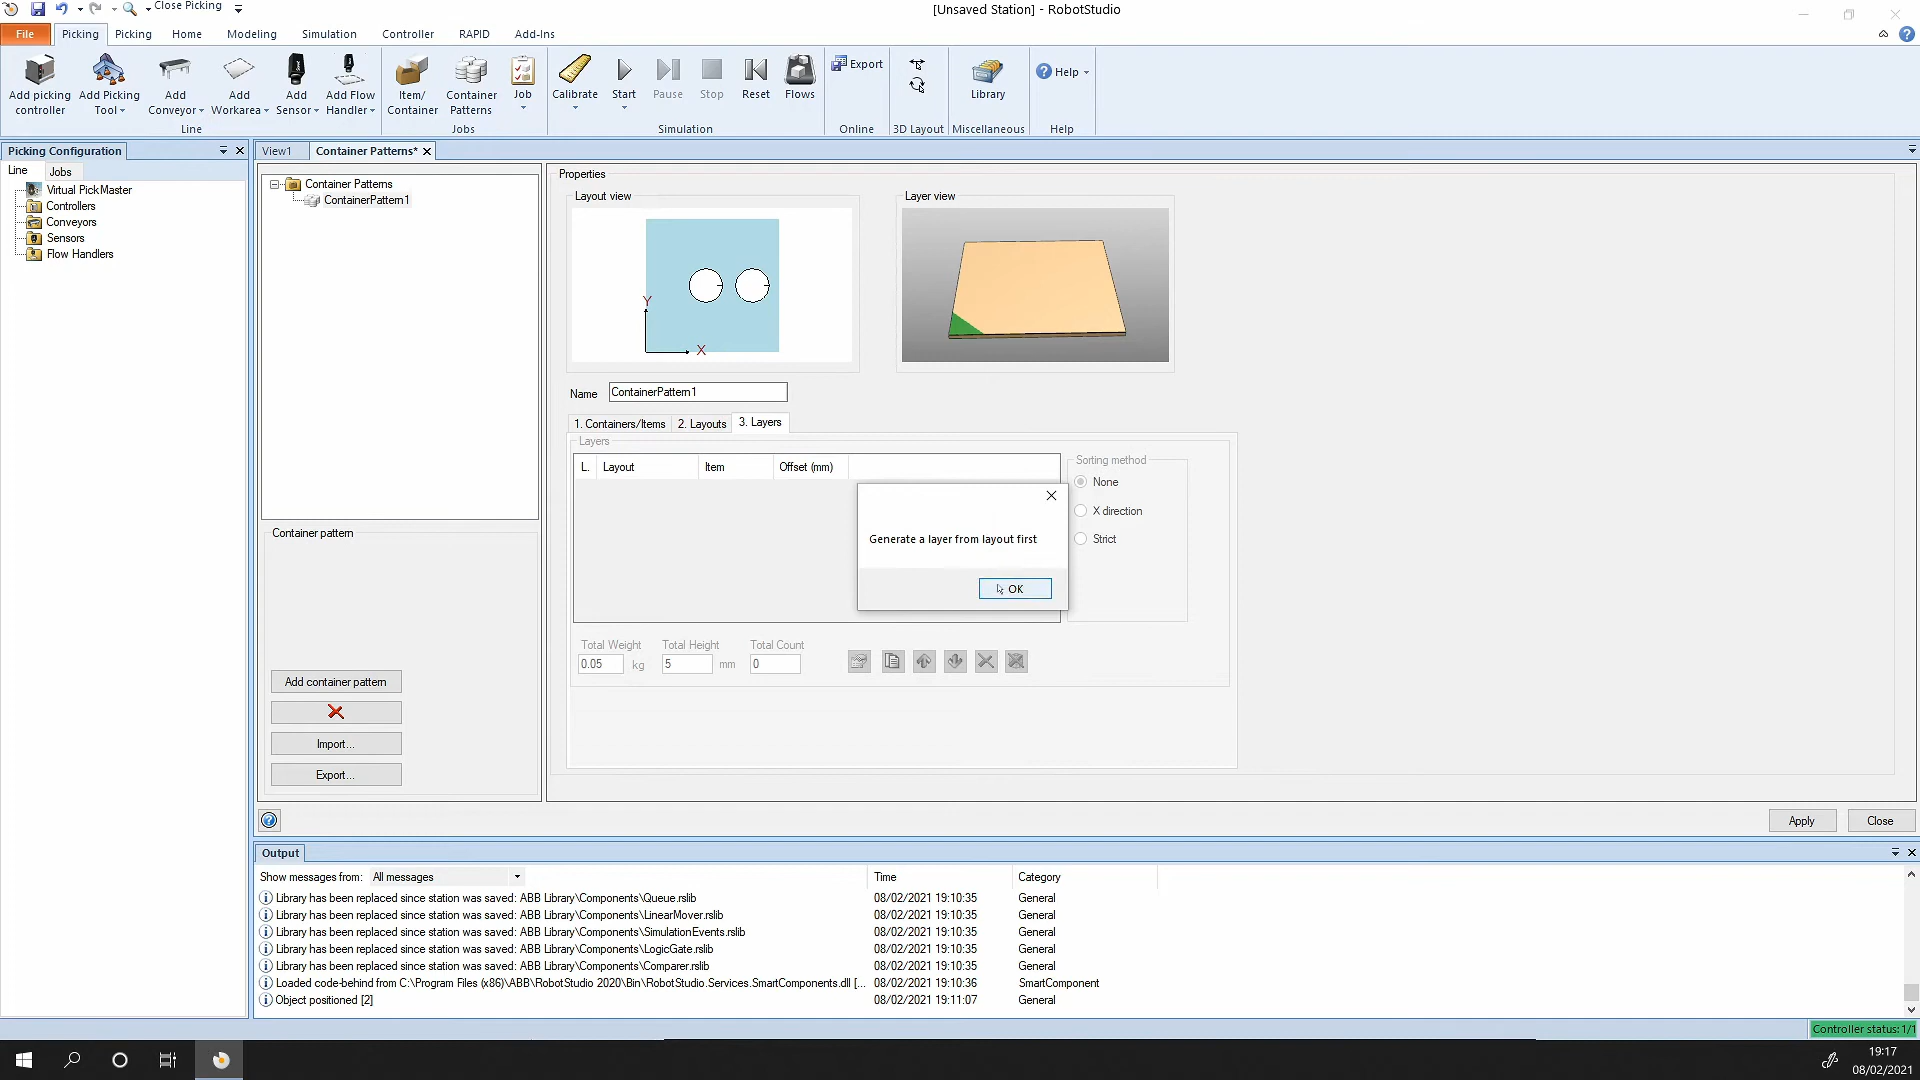 Close Picking
[Unsaved Station] - RobotStudio
File Picking Picking Home Modeling Simulation Controller RAPID Add-Ins
Add picking controller
Add Picking Tool
Add Conveyor
Add Workarea
Add Sensor
Add Flow Handler
Item/ Container
Container Patterns
Job
Calibrate
Start
Pause
Stop
Reset
Flows
Export
Library
Help
Line Jobs Simulation Online 3D Layout Miscellaneous Help
Picking Configuration
Line Jobs
Virtual PickMaster
Controllers
Conveyors
Sensors
Flow Handlers
View1 Container Patterns*
Container Patterns
ContainerPattern1
Container pattern
Add container pattern
Import...
Export...
Properties
Layout view
Y
X
Layer view
Name ContainerPattern1
1. Containers/Items 2. Layouts 3. Layers
Layers
L. Layout Item Offset (mm)
Generate a layer from layout first
OK
Sorting method
None
X direction
Strict
Total Weight Total Height Total Count
0.05 kg 5 mm 0
Apply Close
Output
Show messages from: All messages Time Category
Library has been replaced since station was saved: ABB Library\Components\Queue.rslib 08/02/2021 19:10:35 General
Library has been replaced since station was saved: ABB Library\Components\LinearMover.rslib 08/02/2021 19:10:35 General
Library has been replaced since station was saved: ABB Library\Components\SimulationEvents.rslib 08/02/2021 19:10:35 General
Library has been replaced since station was saved: ABB Library\Components\LogicGate.rslib 08/02/2021 19:10:35 General
Library has been replaced since station was saved: ABB Library\Components\Comparer.rslib 08/02/2021 19:10:35 General
Loaded code-behind from C:\Program Files (x86)\ABB\RobotStudio 2020\Bin\RobotStudio.Services.SmartComponents.dll [... 08/02/2021 19:10:36 SmartComponent
Object positioned [2] 08/02/2021 19:11:07 General
Controller status: 1/1
19:17
08/02/2021